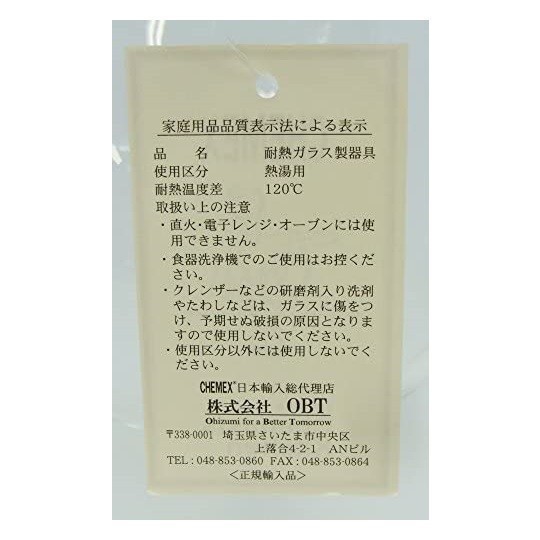 家庭用品品質表示法による表示
品　名　耐熱ガラス製器具
使用区分　熱湯用
耐熱温度差　120℃
取扱い上の注意
・直火・電子レンジ・オーブンには使
用できません。
・食器洗浄機でのご使用はお控くだ
さい。
・クレンザーなどの研磨剤入り洗剤
やたわしなどは、ガラスに傷をつ
け、予期せぬ破損の原因となりま
すので使用しないでください。
・使用区分以外には使用しないでく
ださい。
CHEMEX®日本輸入総代理店
株式会社 OBT
Ohizumi for a Better Tomorrow
〒338-0001 埼玉県さいたま市中央区
上落合4-2-1 ANビル
TEL : 048-853-0860 FAX : 048-853-0864
＜正規輸入品＞